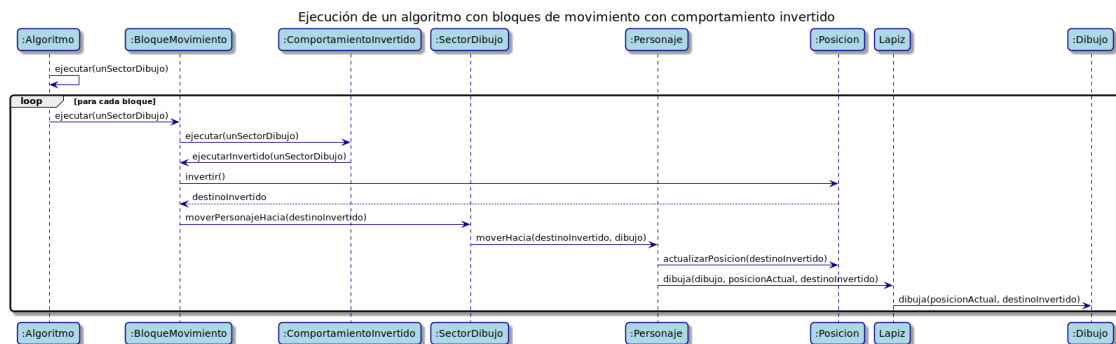 Ejecución de un algoritmo con bloques de movimiento con comportamiento invertido
:Algoritmo :BloqueMovimiento :ComportamientoInvertido :SectorDibujo :Personaje :Posicion Lapiz :Dibujo
ejecutar(unSectorDibujo)
loop [para cada bloque]
ejecutar(unSectorDibujo)
ejecutar(unSectorDibujo)
ejecutarInvertido(unSectorDibujo)
invertir()
destinoInvertido
moverPersonajeHacia(destinoInvertido)
moverHacia(destinoInvertido, dibujo)
actualizarPosicion(destinoInvertido)
dibuja(dibujo, posicionActual, destinoInvertido)
dibuja(posicionActual, destinoInvertido)
:Algoritmo :BloqueMovimiento :ComportamientoInvertido :SectorDibujo :Personaje :Posicion Lapiz :Dibujo